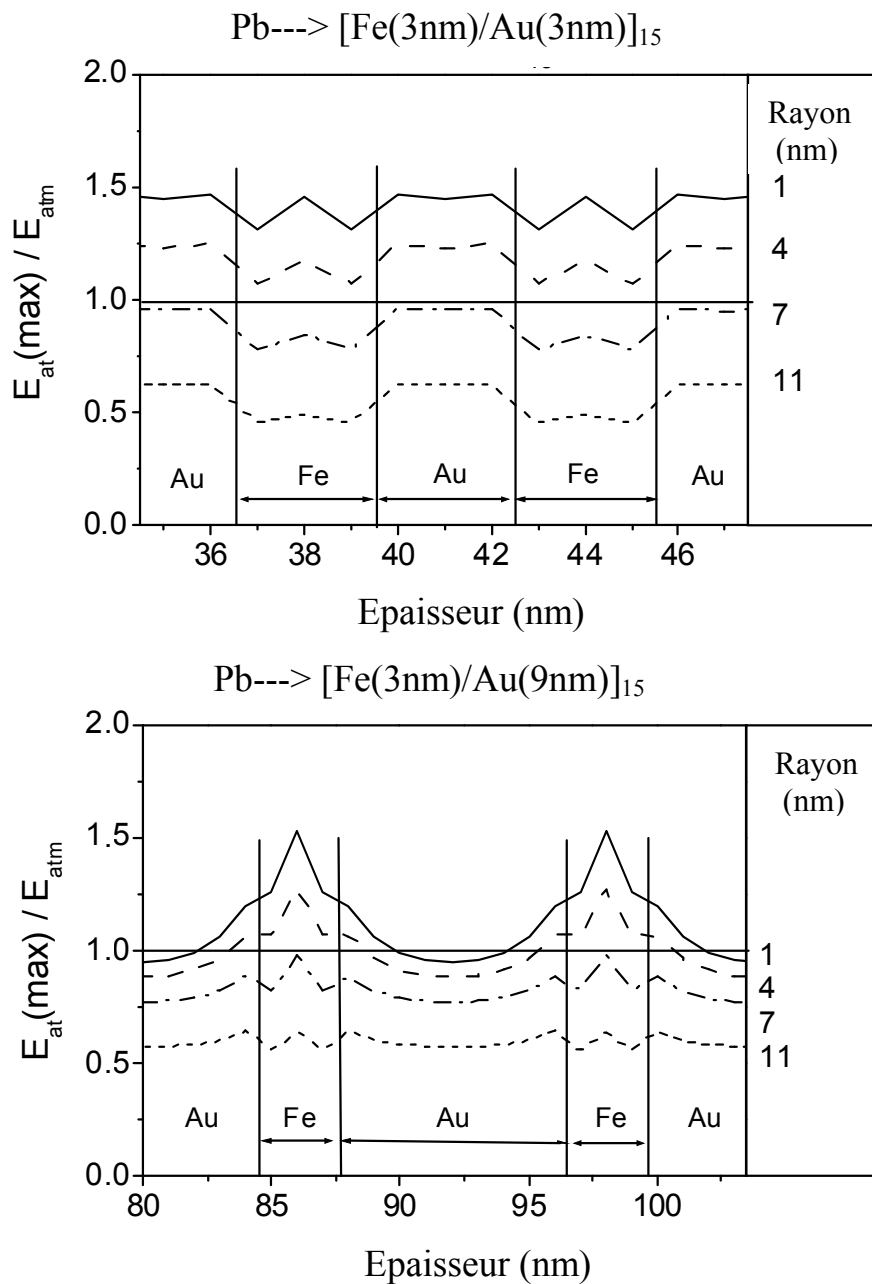 Pb---> [Fe(3nm)/Au(3nm)]15
2.0
1.5
1.0
0.5
0.0
Eat(max) / Eatm
Rayon
(nm)
1
4
7
11
Au
Fe
Au
Fe
Au
36 38 40 42 44 46
Epaisseur (nm)
Pb---> [Fe(3nm)/Au(9nm)]15
2.0
1.5
1.0
0.5
0.0
Eat(max) / Eatm
Rayon
(nm)
1
4
7
11
Au
Fe
Au
Fe
Au
80 85 90 95 100
Epaisseur (nm)